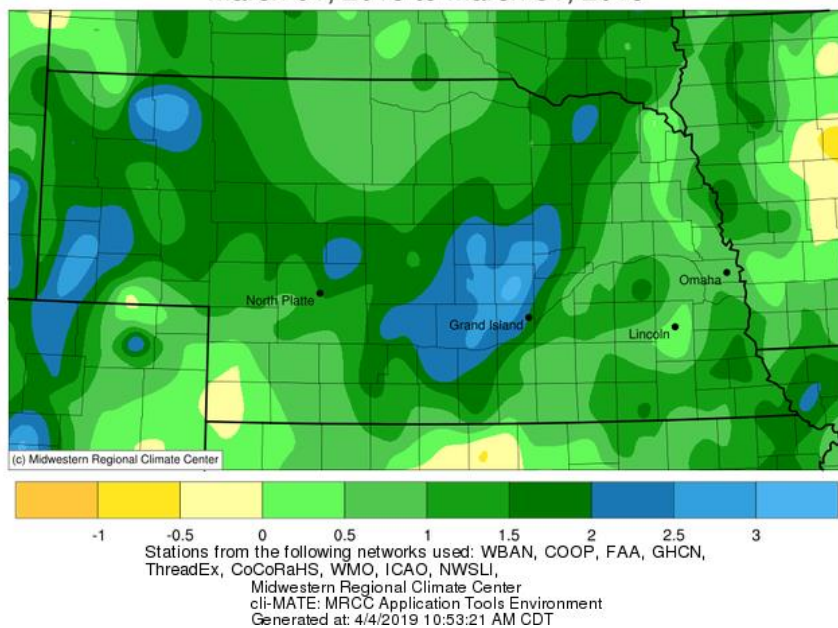 North Platte
Grand Island
Omaha
Lincoln
(c) Midwestern Regional Climate Center
-1 -0.5 0 0.5 1 1.5 2 2.5 3
Stations from the following networks used: WBAN, COOP, FAA, GHCN,
ThreadEx, CoCoRaHS, WMO, ICAO, NWSLI,
Midwestern Regional Climate Center
cli-MATE: MRCC Application Tools Environment
Generated at: 4/4/2019 10:53:21 AM CDT